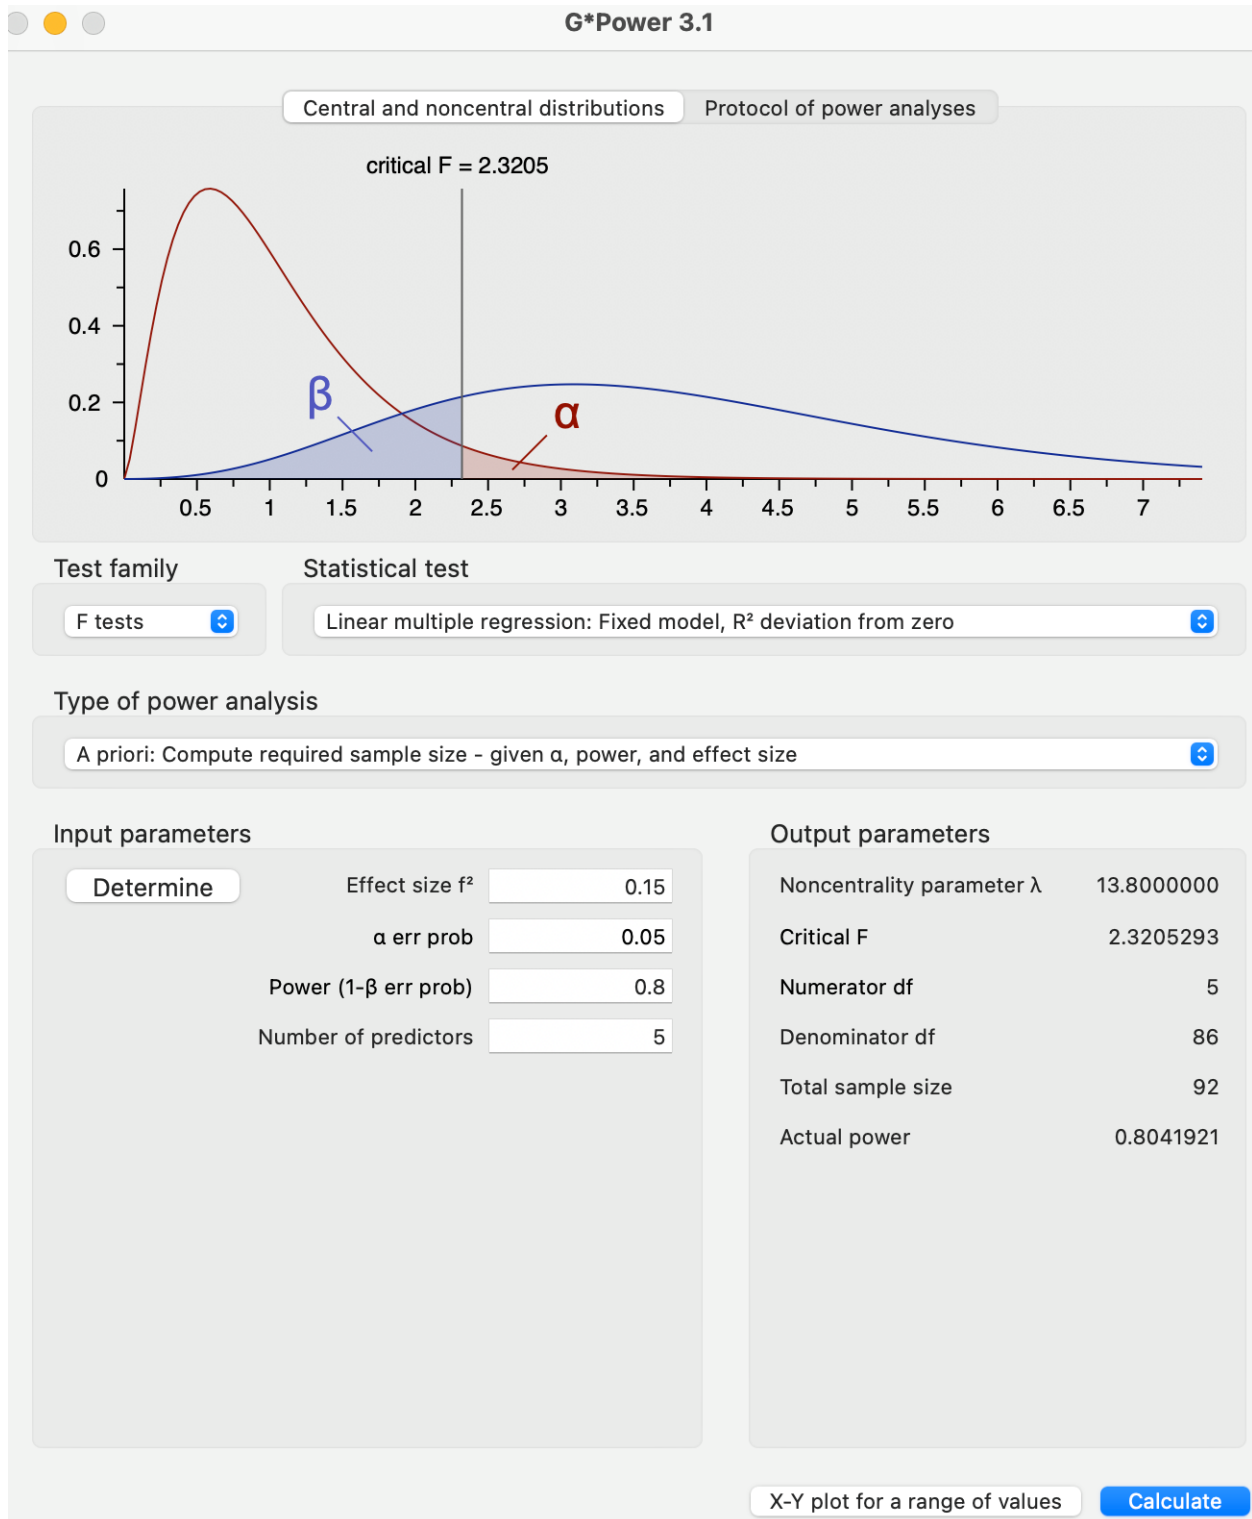 G*Power 3.1
Central and noncentral distributions Protocol of power analyses
critical F = 2.3205
0.6
0.4
0.2
0
β
α
0.5 1 1.5 2 2.5 3 3.5 4 4.5 5 5.5 6 6.5 7
Test family Statistical test
F tests Linear multiple regression: Fixed model, R² deviation from zero
Type of power analysis
A priori: Compute required sample size - given α, power, and effect size
Input parameters Output parameters
Determine Effect size f² 0.15 Noncentrality parameter λ 13.8000000
α err prob 0.05 Critical F 2.3205293
Power (1-β err prob) 0.8 Numerator df 5
Number of predictors 5 Denominator df 86
Total sample size 92
Actual power 0.8041921
X-Y plot for a range of values Calculate